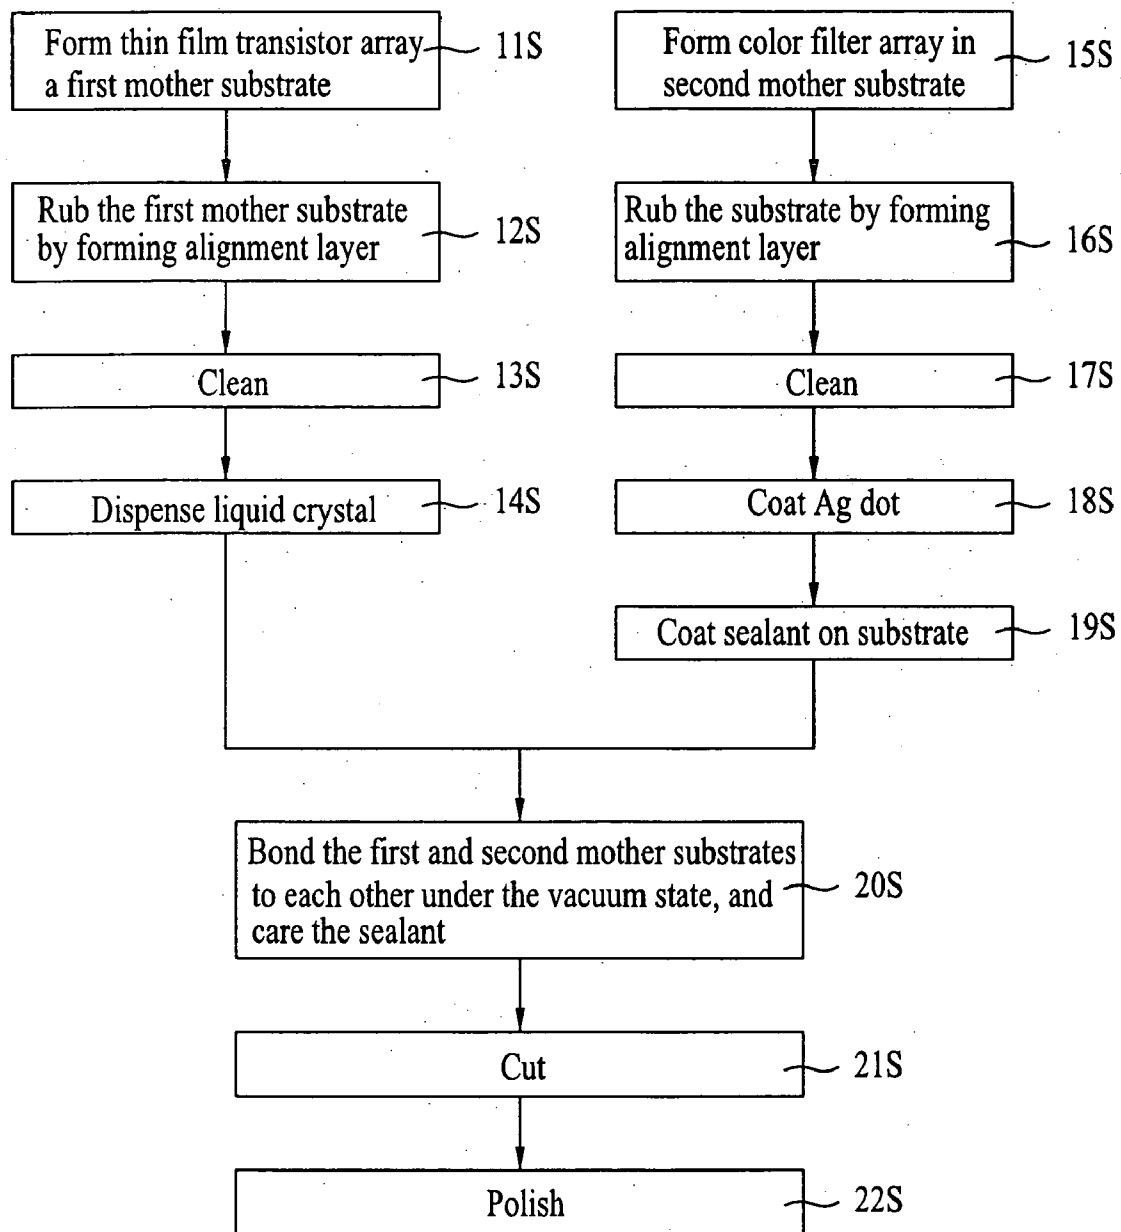 Form thin film transistor array
a first mother substrate
11S
Rub the first mother substrate
by forming alignment layer
12S
Clean
13S
Dispense liquid crystal
14S
Form color filter array in
second mother substrate
15S
Rub the substrate by forming
alignment layer
16S
Clean
17S
Coat Ag dot
18S
Coat sealant on substrate
19S
Bond the first and second mother substrates
to each other under the vacuum state, and
care the sealant
20S
Cut
21S
Polish
22S